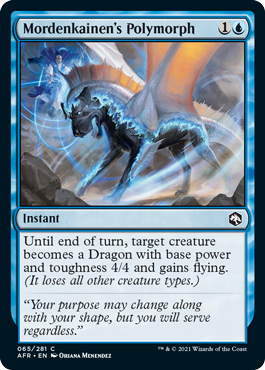 Mordenkainen's Polymorph 1
Instant
Until end of turn, target creature
becomes a Dragon with base power
and toughness 4/4 and gains flying.
(It loses all other creature types.)
"Your purpose may change along
with your shape, but you will serve
regardless."
065/281 C
AFR • EN Oriana Menendez
™ & © 2021 Wizards of the Coast